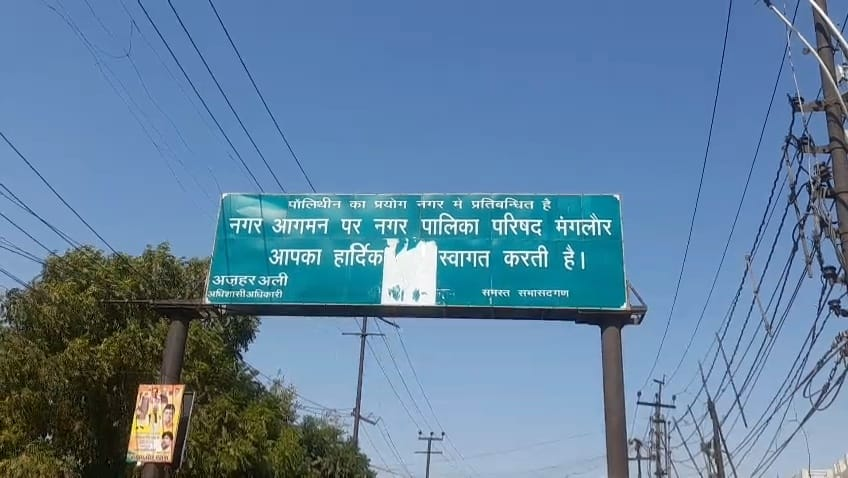 पॉलिथीन का प्रयोग नगर मे प्रतिबन्धित है
नगर आगमन पर नगर पालिका परिषद मंगलौर
आपका हार्दिक स्वागत करती है।
अज़हर अली
अधिशासी अधिकारी
समस्त सभासदगण